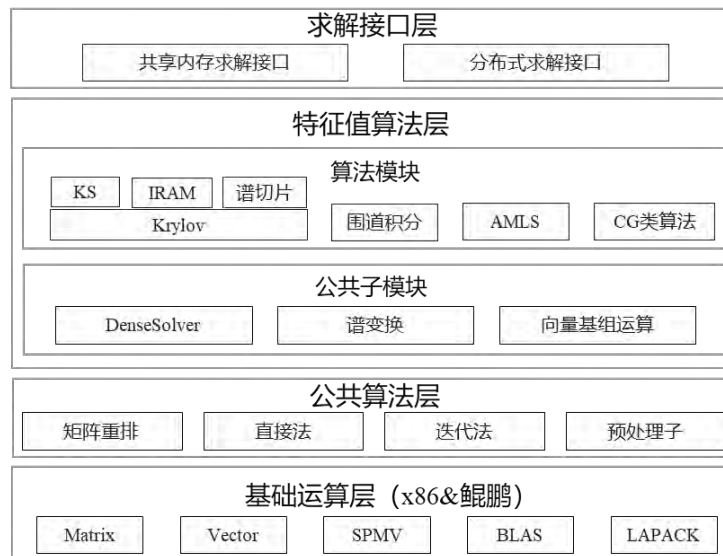 求解接口层
共享内存求解接口 分布式求解接口
特征值算法层
算法模块
KS IRAM 谱切片
Krylov 围道积分 AMLS CG类算法
公共子模块
DenseSolver 谱变换 向量基组运算
公共算法层
矩阵重排 直接法 迭代法 预处理子
基础运算层（x86&鲲鹏）
Matrix Vector SPMV BLAS LAPACK